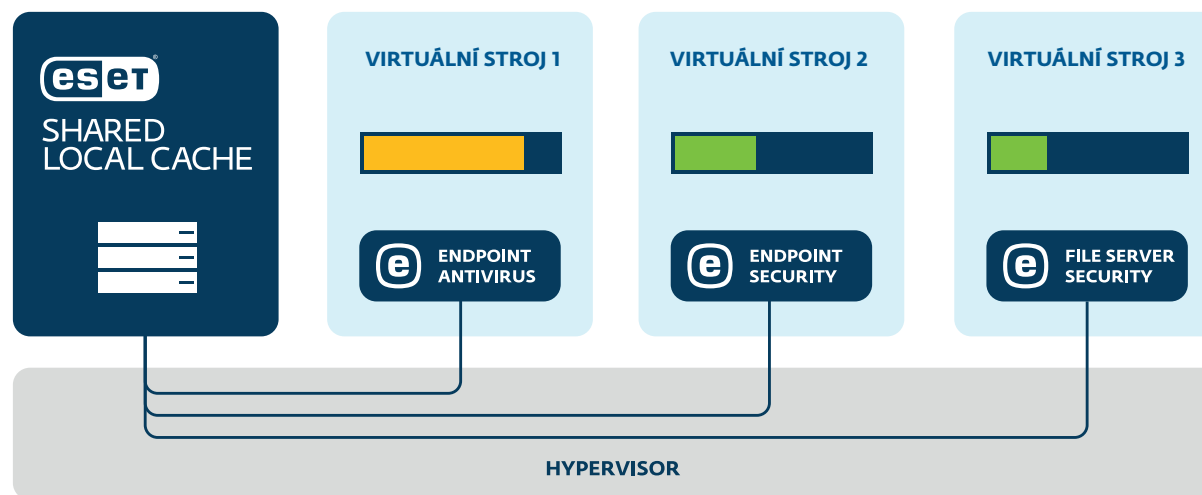 eseT
SHARED
LOCAL CACHE
VIRTUÁLNÍ STROJ 1
ENDPOINT
ANTIVIRUS
VIRTUÁLNÍ STROJ 2
ENDPOINT
SECURITY
VIRTUÁLNÍ STROJ 3
FILE SERVER
SECURITY
HYPERVISOR